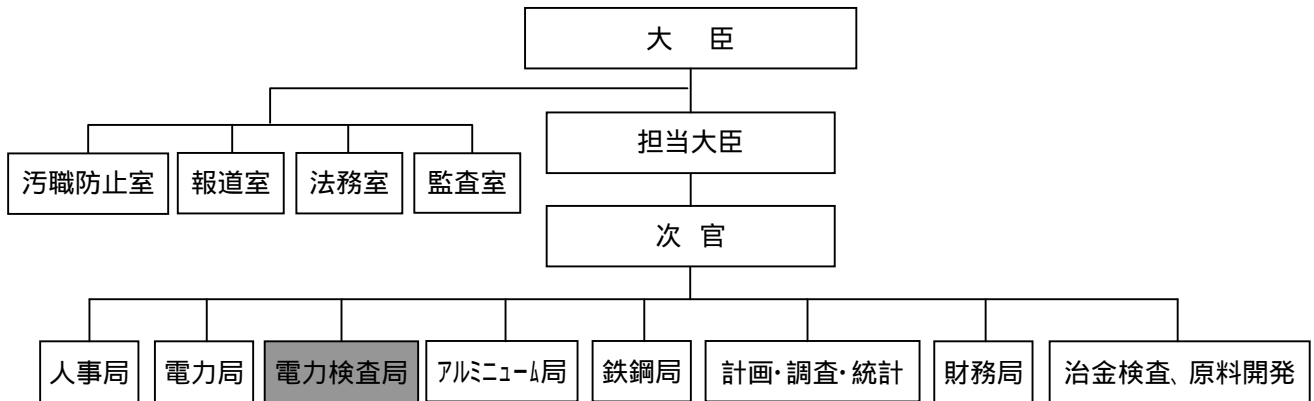 大 臣
担当大臣
汚職防止室
報道室
法務室
監査室
次 官
人事局
電力局
電力検査局
アルミニューム局
鉄鋼局
計画・調査・統計
財務局
治金検査、原料開発